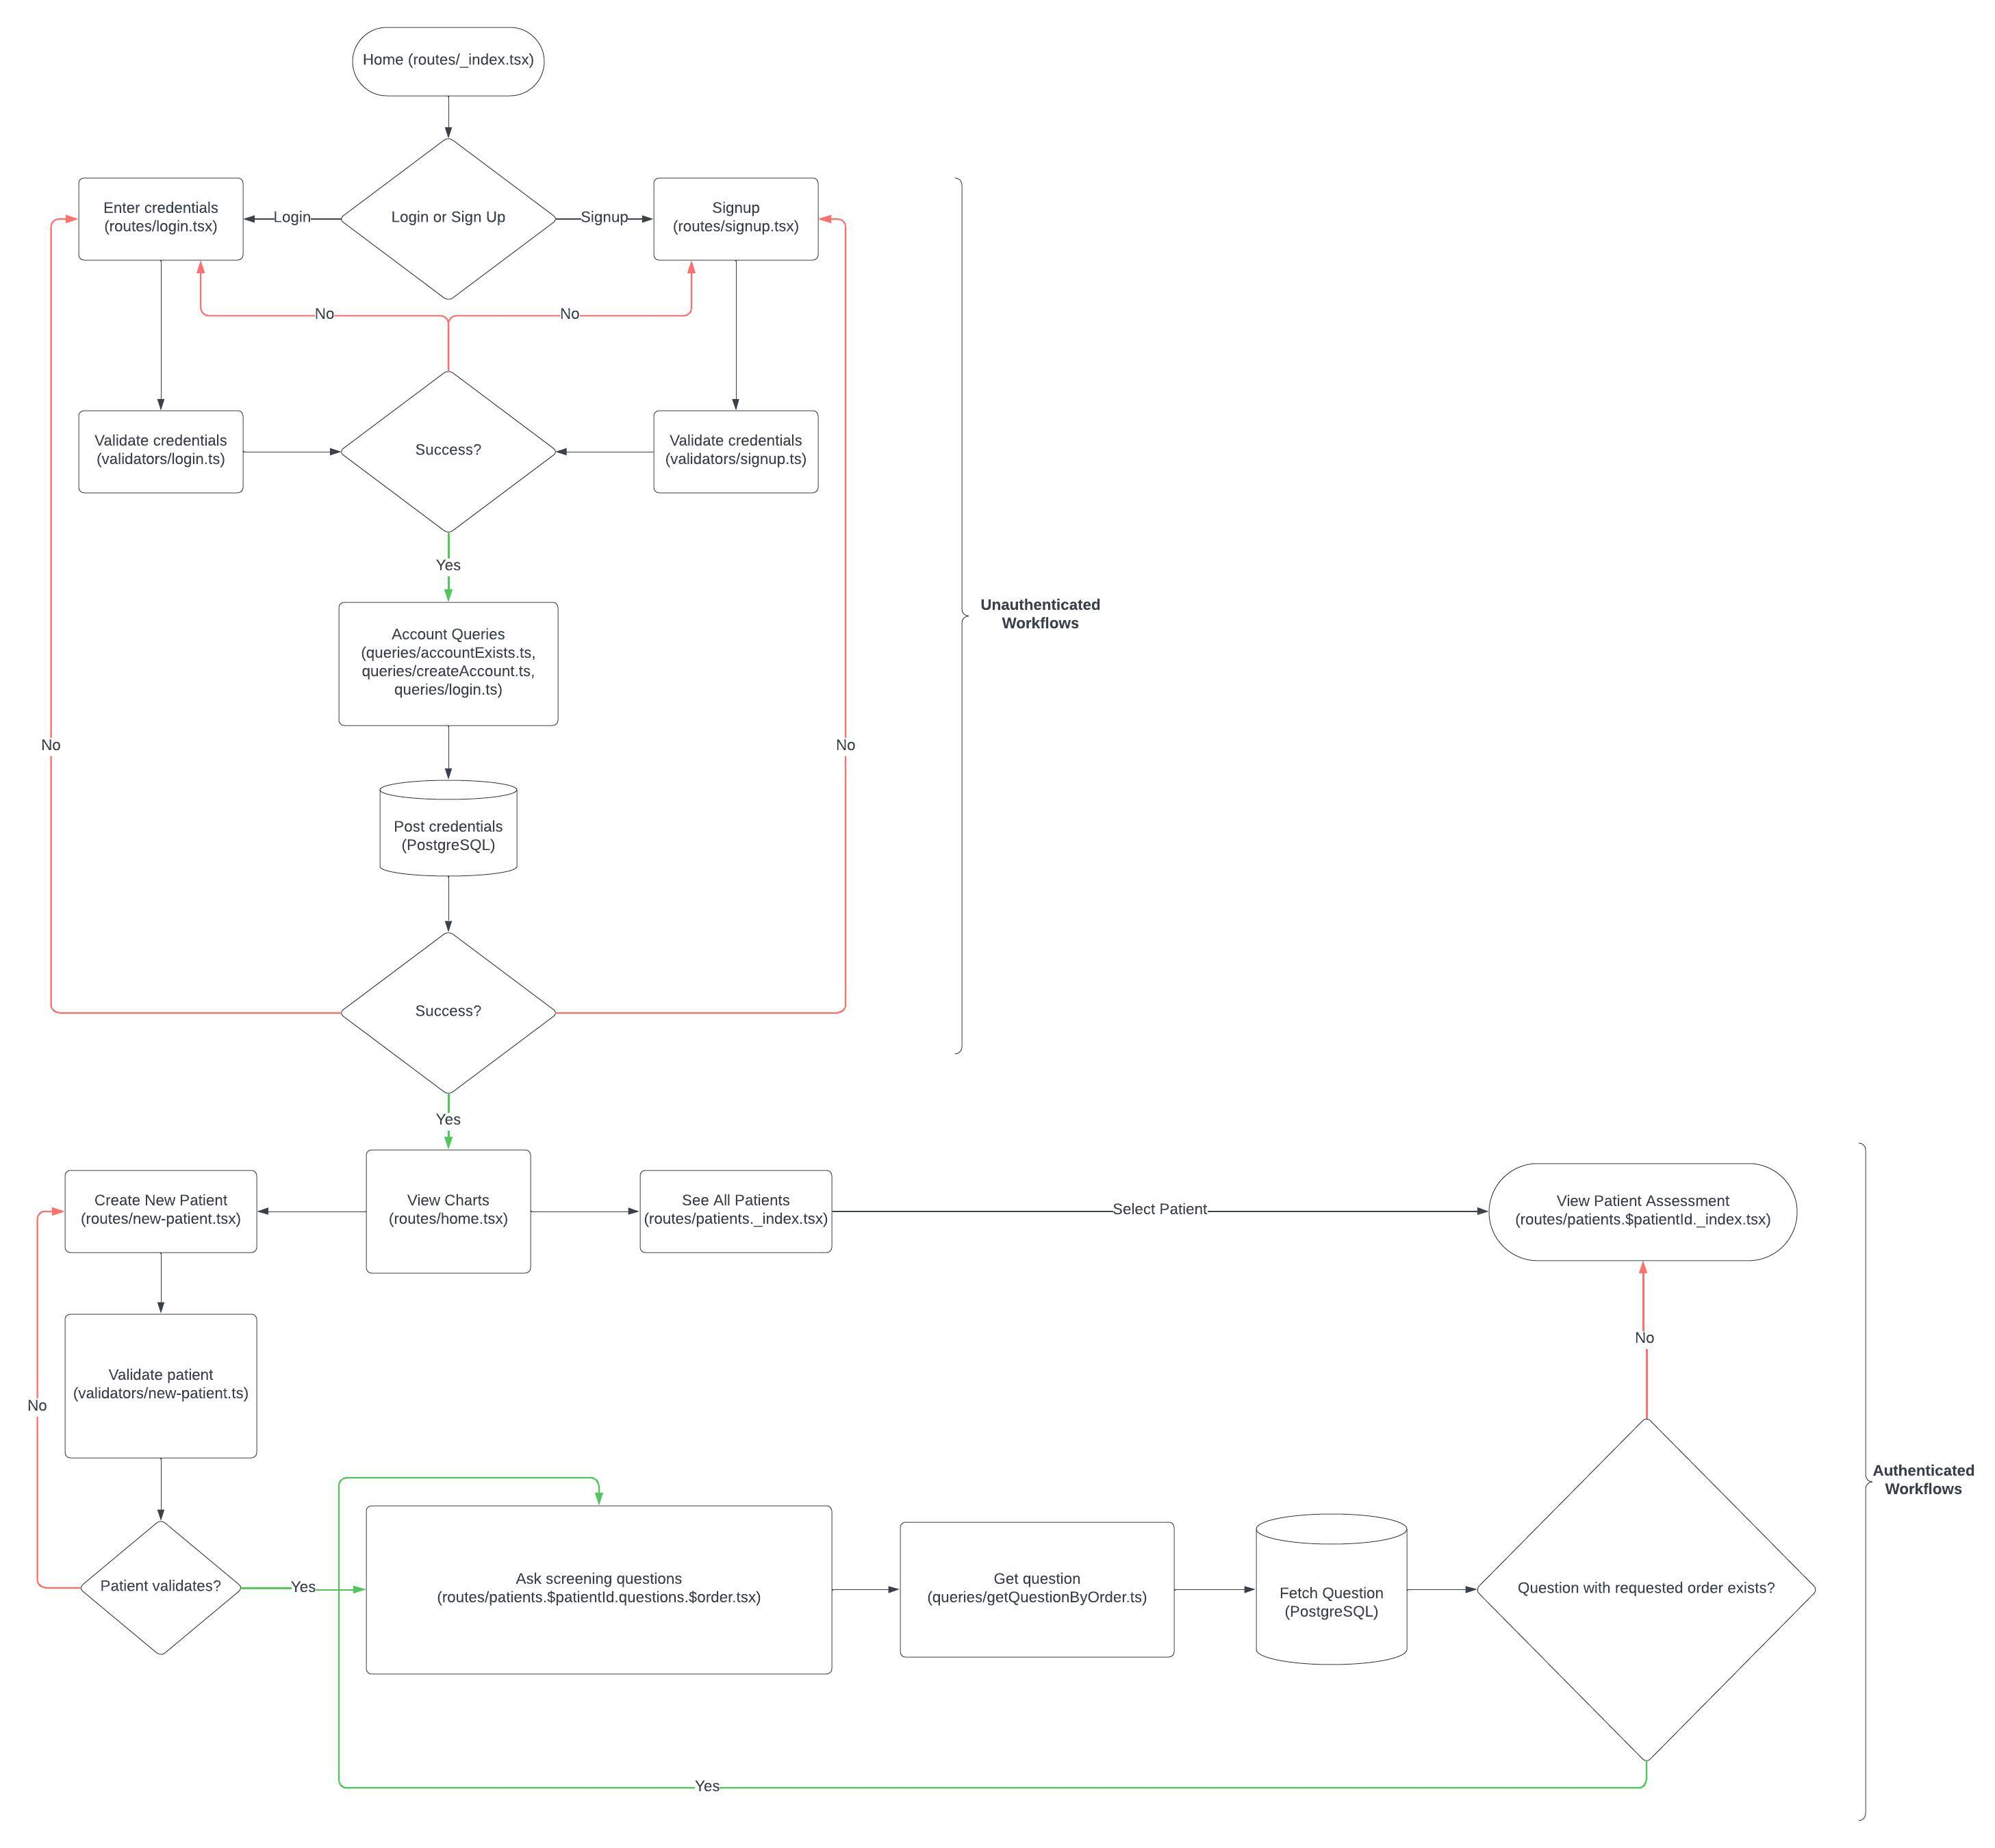 Home (routes/_index.tsx)
Enter credentials
(routes/login.tsx)
Login
Login or Sign Up
Signup
Signup
(routes/signup.tsx)
No
No
Validate credentials
(validators/login.ts)
Success?
Validate credentials
(validators/signup.ts)
Yes
Unauthenticated
Workflows
Account Queries
(queries/accountExists.ts,
queries/createAccount.ts,
queries/login.ts)
No
No
Post credentials
(PostgreSQL)
Success?
Yes
Create New Patient
(routes/new-patient.tsx)
View Charts
(routes/home.tsx)
See All Patients
(routes/patients._index.tsx)
Select Patient
View Patient Assessment
(routes/patients.$patientId._index.tsx)
No
Validate patient
(validators/new-patient.ts)
No
Authenticated
Workflows
Patient validates?
Yes
Ask screening questions
(routes/patients.$patientId.questions.$order.tsx)
Get question
(queries/getQuestionByOrder.ts)
Fetch Question
(PostgreSQL)
Question with requested order exists?
Yes